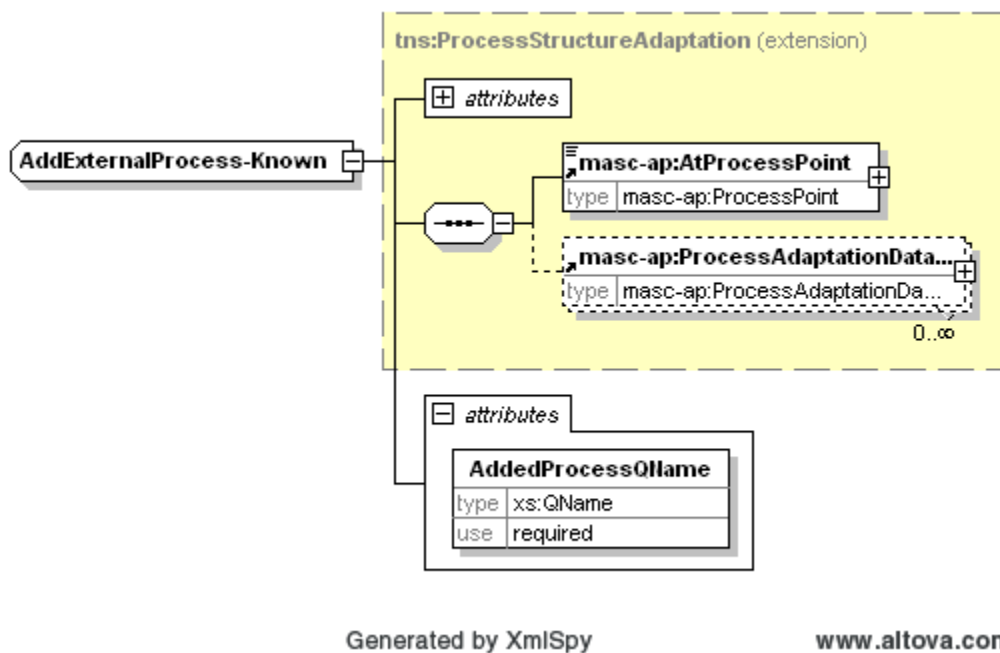 tns:ProcessStructureAdaptation (extension)
attributes
AddExternalProcess-Known
masc-ap:AtProcessPoint
type masc-ap:ProcessPoint
masc-ap:ProcessAdaptationData...
type masc-ap:ProcessAdaptationDa...
0..∞
attributes
AddedProcessQName
type xs:QName
use required
Generated by XmlSpy www.altova.com